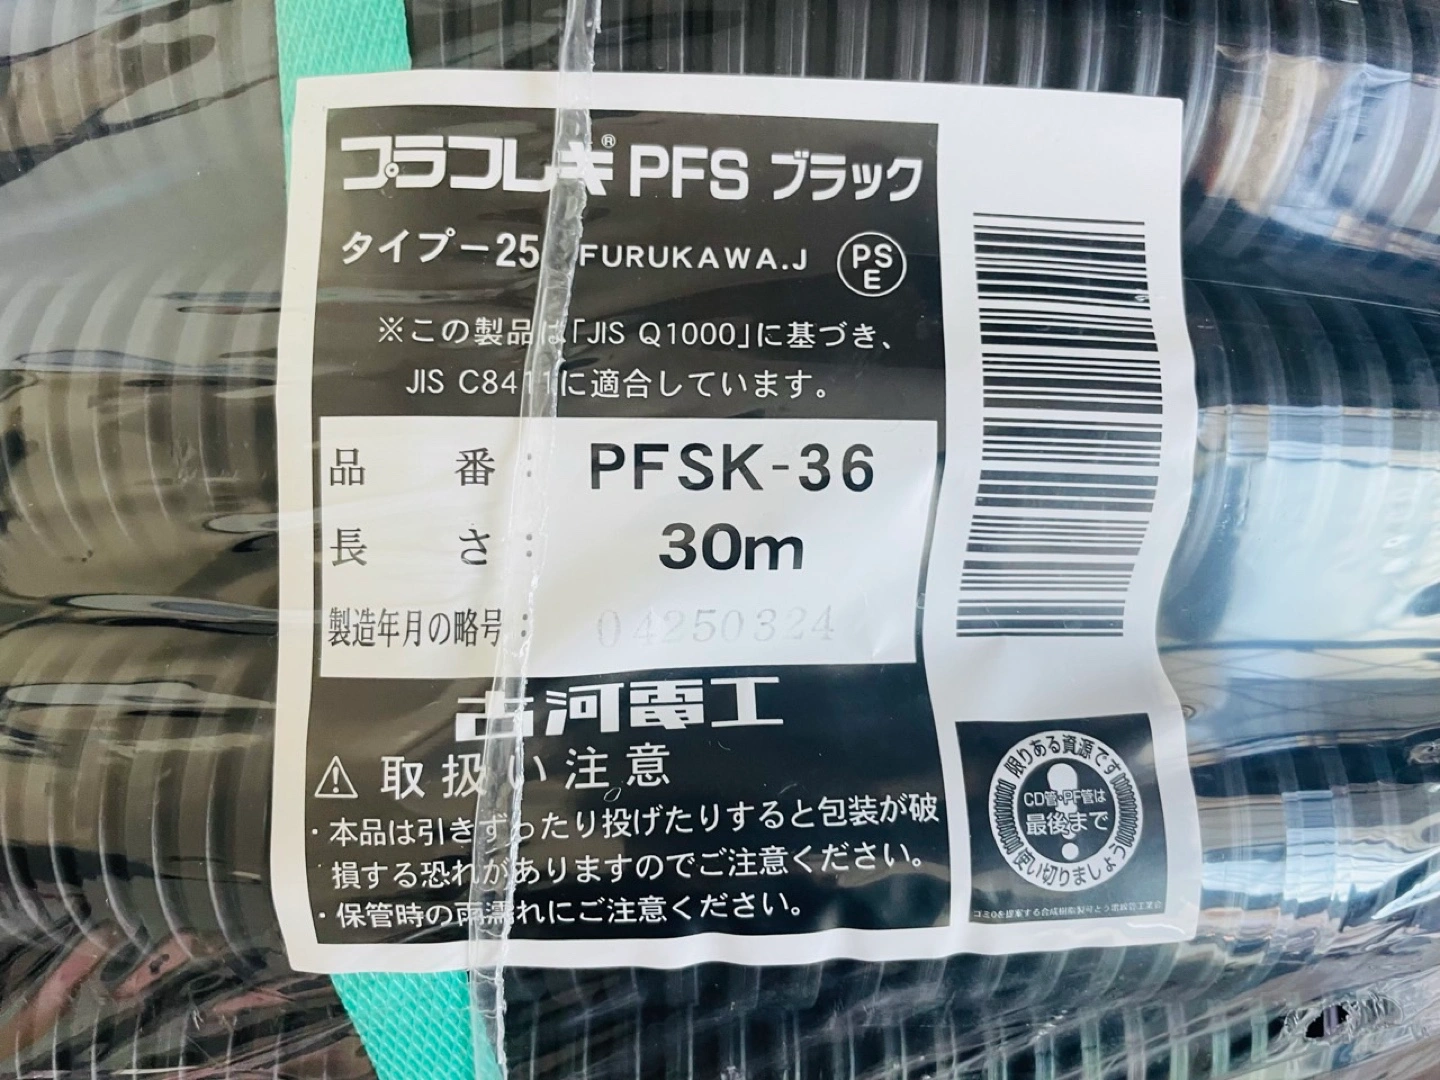 プラフレキ® PFS ブラック
タイプ-25 FURUKAWA.J PS E
※この製品は「JIS Q1000」に基づき、
JIS C8411に適合しています。
品番: PFSK-36
長さ: 30m
製造年月の略号: 04250324
古河電工
⚠取扱い注意
・本品は引きずったり投げたりすると包装が破
損する恐れがありますのでご注意ください。
・保管時の雨濡れにご注意ください。
限りある資源です
CD管・PF管は
最後まで
使い切りましょう